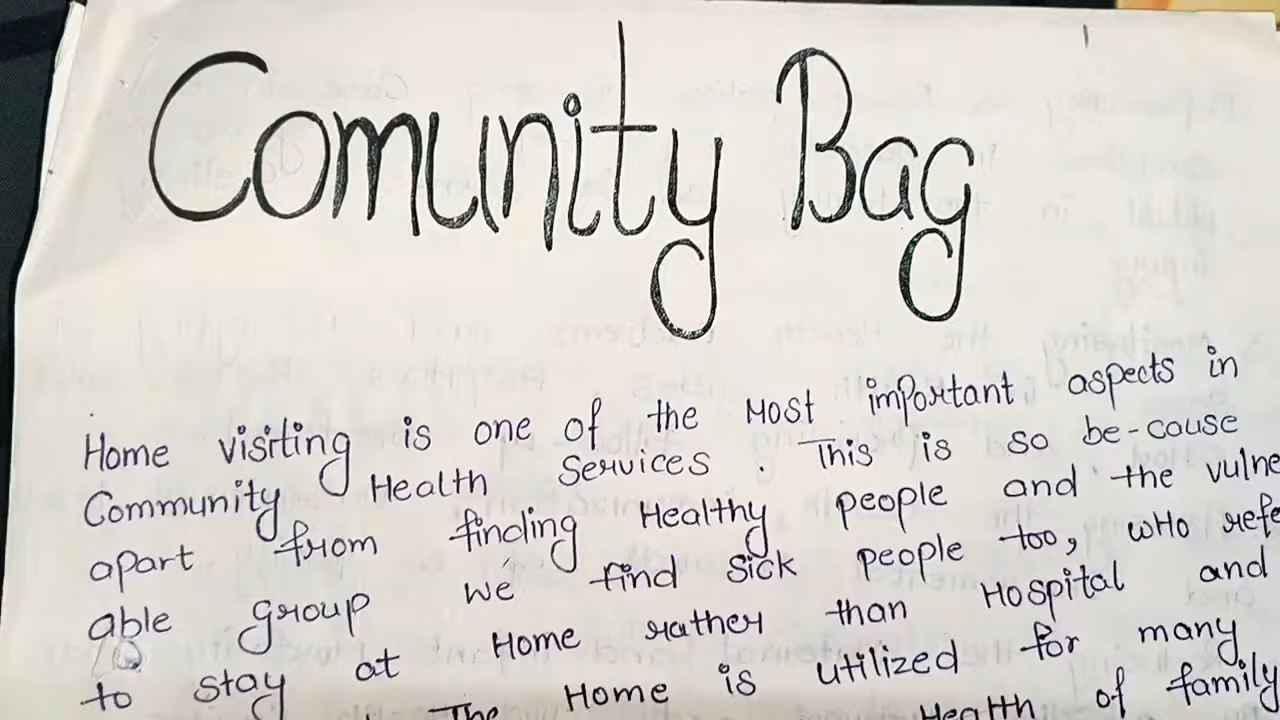 Comunity Bag
Home visiting is one of the Most important aspects in
Community Health Services. This is so be-cause
apart from finding Healthy people and the vulne
able group we find sick people too, who refe
to stay at Home rather than Hospital and
The Home is utilized for many
Health of family